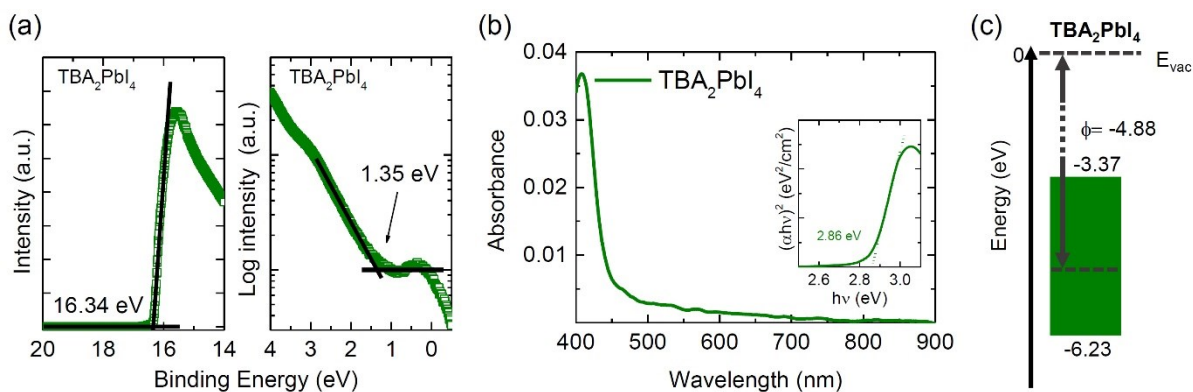 (a)
TBA₂PbI₄
16.34 eV
Intensity (a.u.)
20 18 16 14
TBA₂PbI₄
1.35 eV
Log intensity (a.u.)
4 3 2 1 0
Binding Energy (eV)
(b)
TBA₂PbI₄
Absorbance
0.04
0.03
0.02
0.01
0.00
400 500 600 700 800 900
Wavelength (nm)
(αhν)² (eV²/cm²)
2.86 eV
2.6 2.8 3.0
hν (eV)
(c)
TBA₂PbI₄
0
Evac
ϕ= -4.88
-3.37
Energy (eV)
-6.23